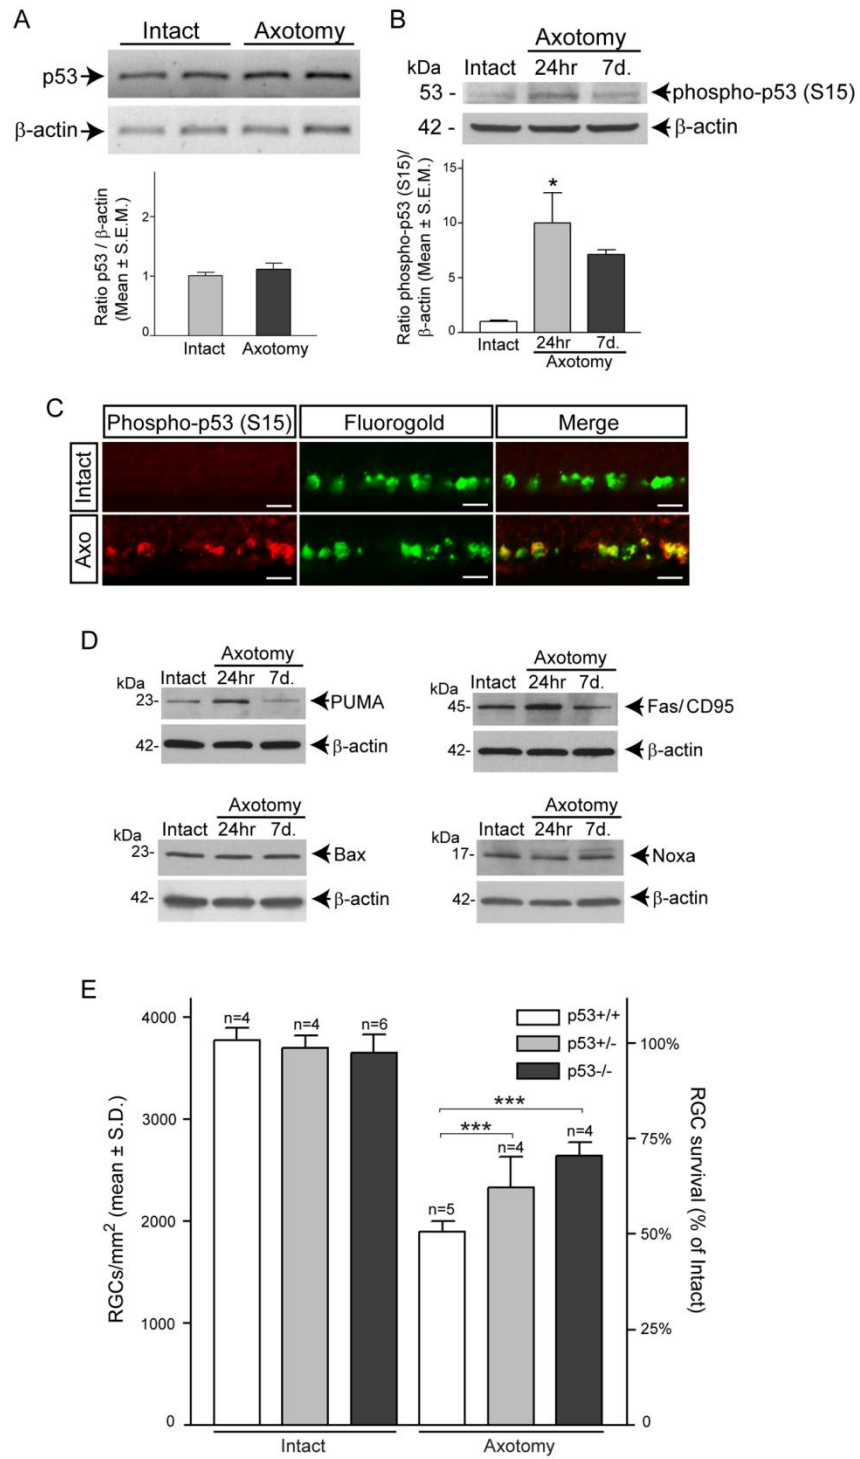 A
Intact Axotomy
p53
β-actin
Ratio p53 / β-actin
(Mean ± S.E.M.)
2
1
0
Intact Axotomy
B
Axotomy
kDa Intact 24hr 7d.
53 - phospho-p53 (S15)
42 - β-actin
Ratio phospho-p53 (S15)/
β-actin (Mean ± S.E.M.)
15
10
5
0
*
Intact 24hr 7d.
Axotomy
C
Phospho-p53 (S15) Fluorogold Merge
Intact
Axo
D
Axotomy
kDa Intact 24hr 7d.
23- PUMA
42- β-actin
Axotomy
kDa Intact 24hr 7d.
45- Fas/CD95
42- β-actin
Axotomy
kDa Intact 24hr 7d.
23- Bax
42- β-actin
Axotomy
kDa Intact 24hr 7d.
17- Noxa
42- β-actin
E
RGCs/mm² (mean ± S.D.)
4000
3000
2000
1000
0
n=4 n=4 n=6
n=5 n=4 n=4
***
***
p53+/+
p53+/-
p53-/-
100%
75%
50%
25%
0
RGC survival (% of Intact)
Intact Axotomy